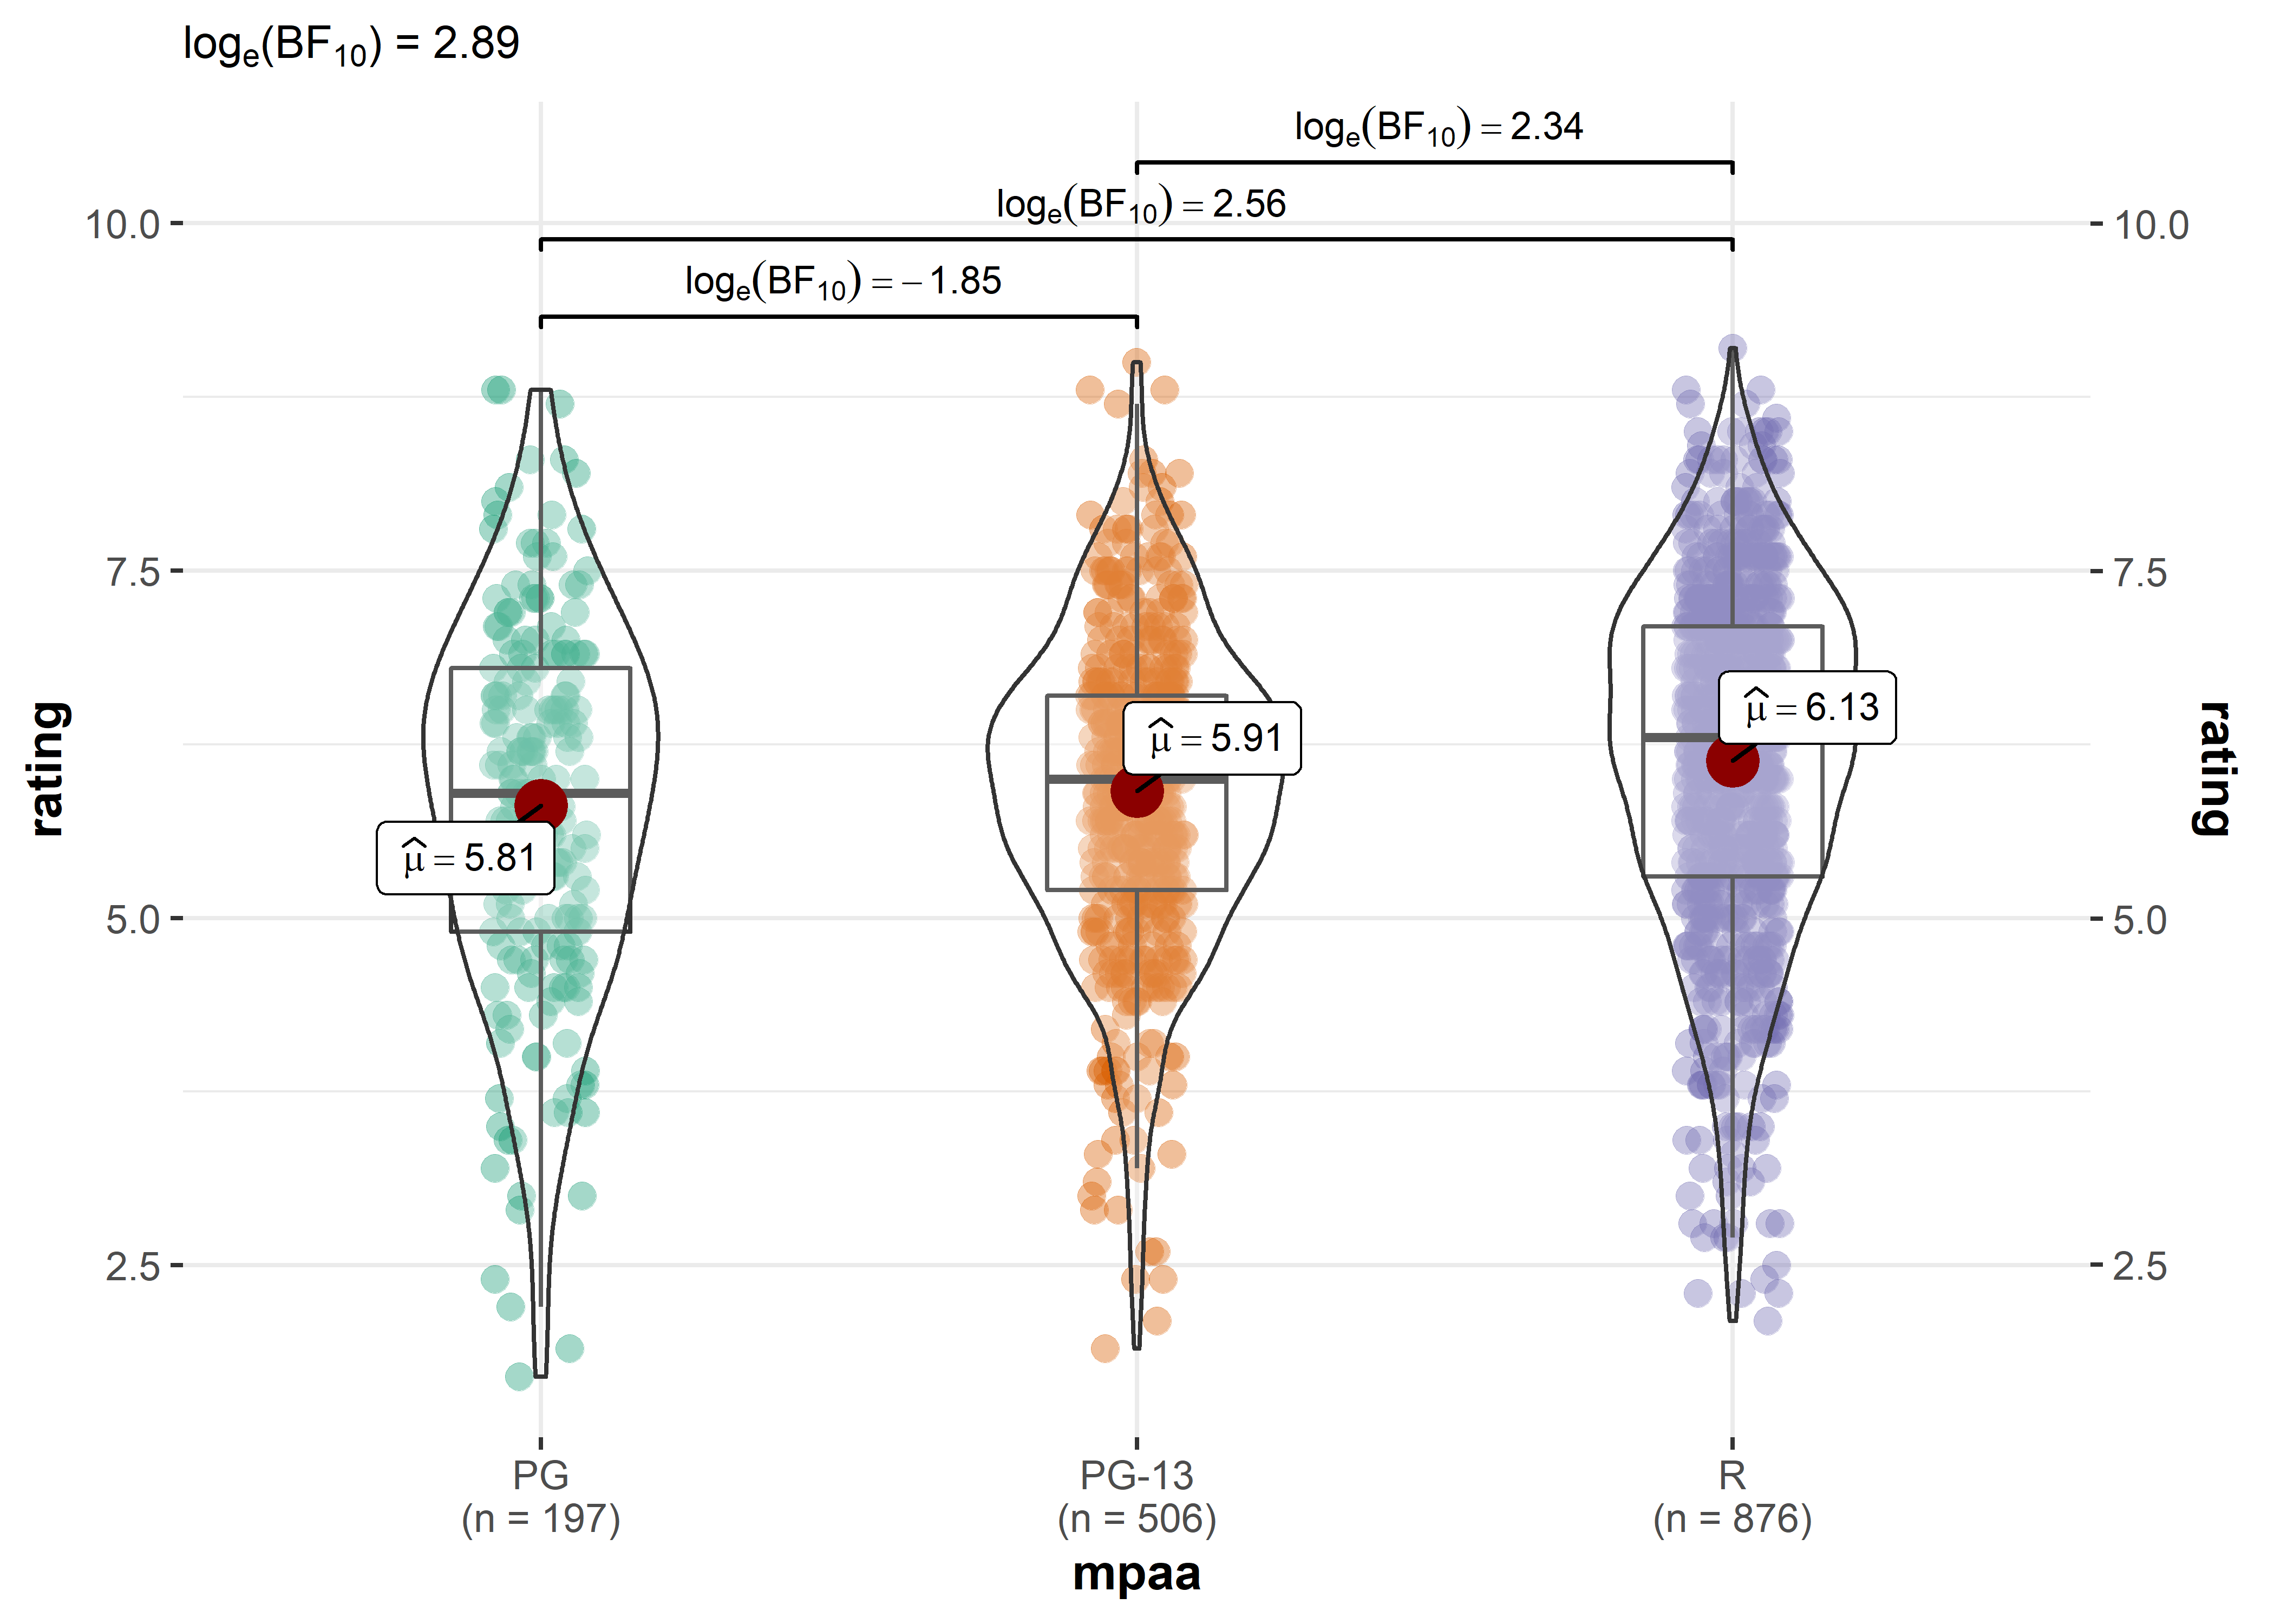 logₑ(BF₁₀) = 2.89
logₑ(BF₁₀) = 2.34
logₑ(BF₁₀) = 2.56
logₑ(BF₁₀) = − 1.85
10.0
7.5
5.0
2.5
10.0
7.5
5.0
2.5
rating
rating
μ̂ = 5.81
μ̂ = 5.91
μ̂ = 6.13
PG
(n = 197)
PG-13
(n = 506)
R
(n = 876)
mpaa